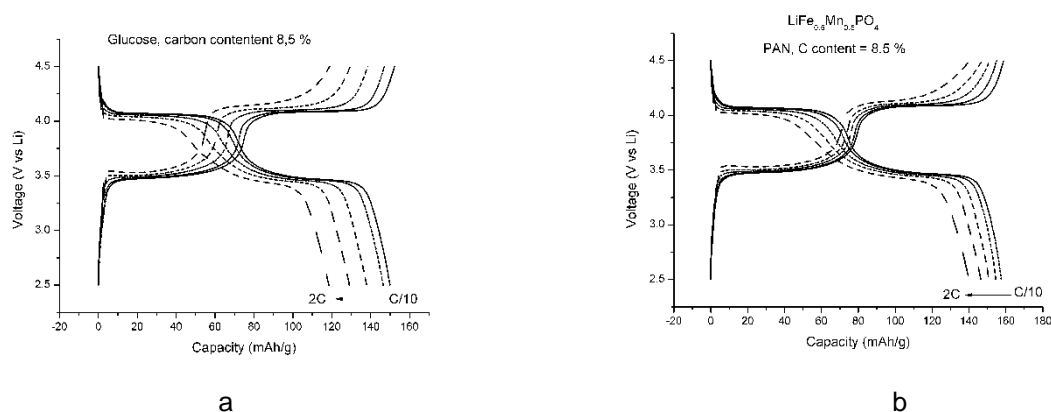 Glucose, carbon contentent 8,5 %
Voltage (V vs Li)
4.5
4.0
3.5
3.0
2.5
2C
C/10
-20 0 20 40 60 80 100 120 140 160
Capacity (mAh/g)
a
LiFe0.5Mn0.5PO4
PAN, C content = 8.5 %
Voltage (V vs Li)
4.5
4.0
3.5
3.0
2.5
2C
C/10
-20 0 20 40 60 80 100 120 140 160 180
Capacity (mAh/g)
b